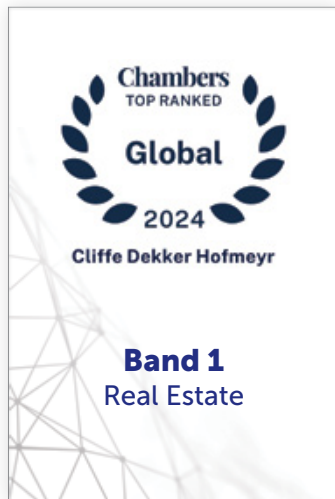 Chambers
TOP RANKED
Global
2024
Cliffe Dekker Hofmeyr
Band 1
Real Estate